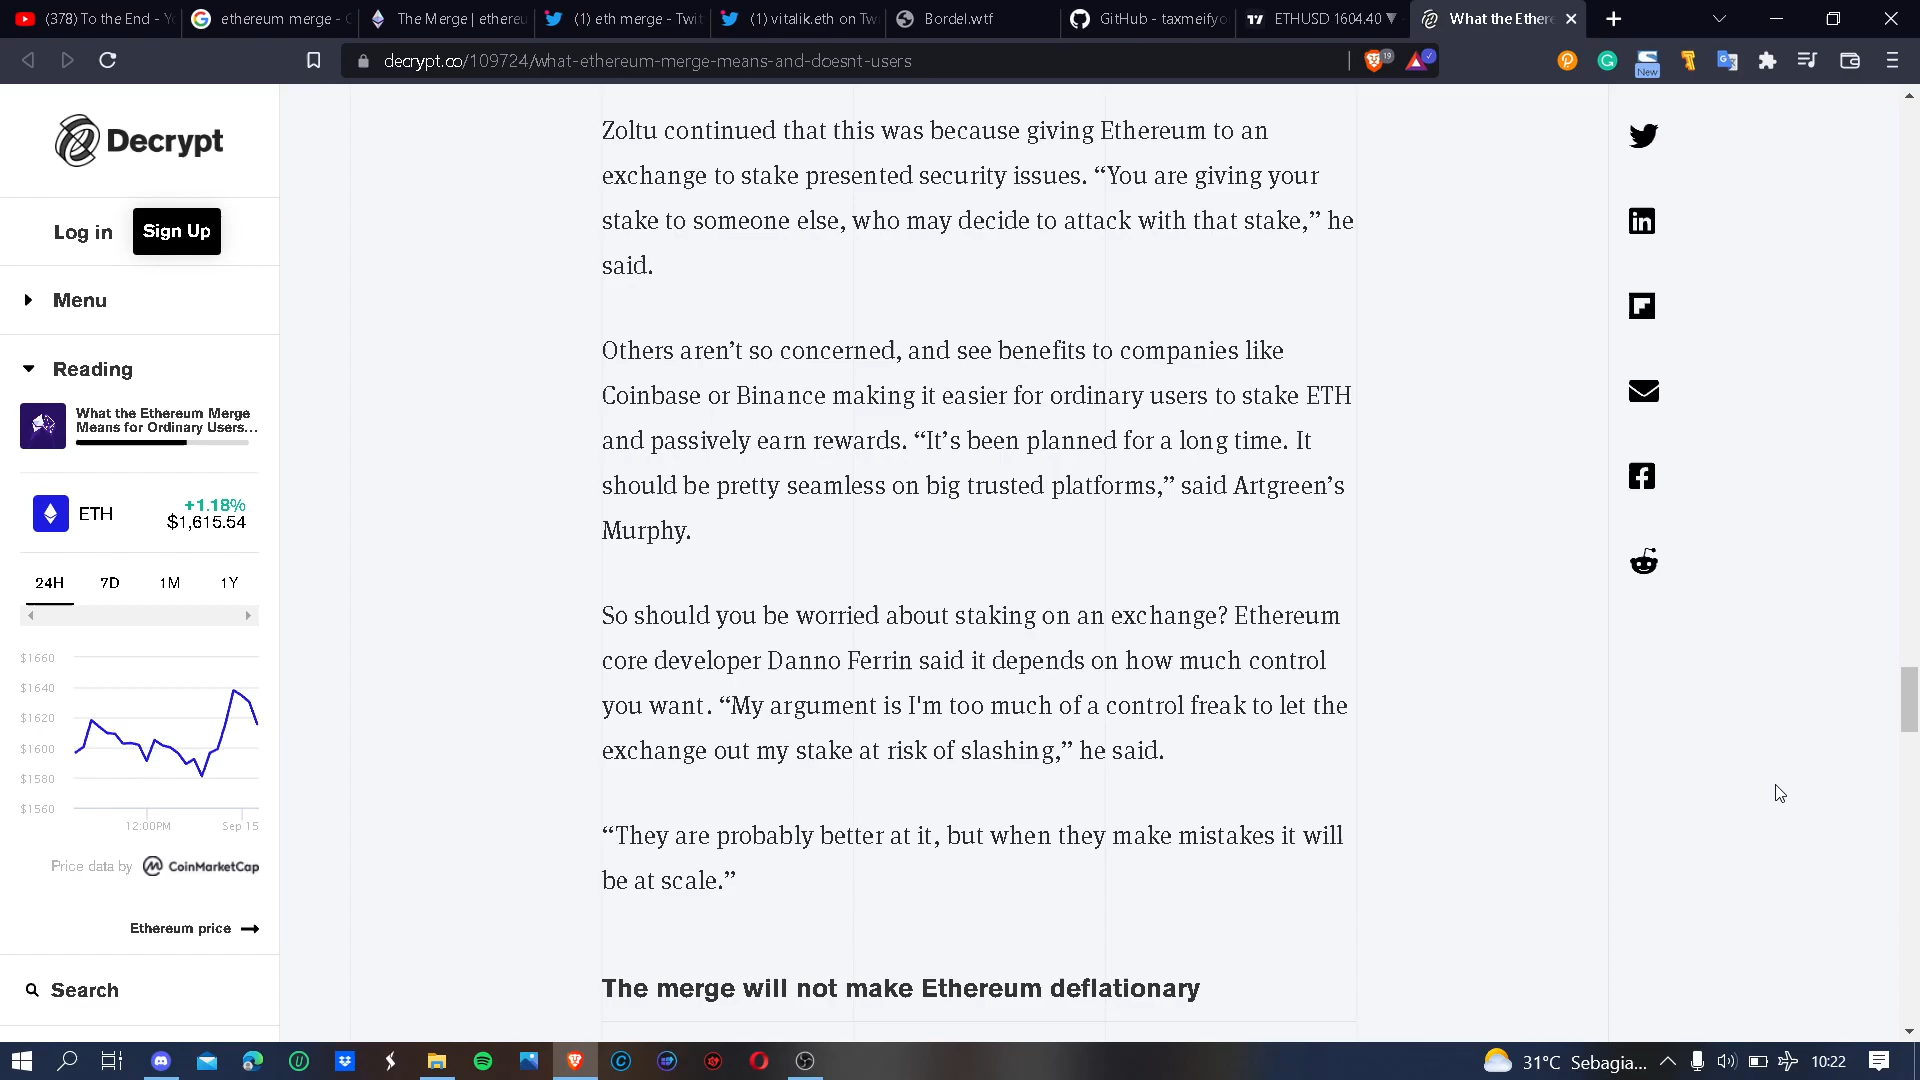 (378) To the End - Yo
ethereum merge - G
The Merge | ethereu
(1) eth merge - Twit
(1) vitalik.eth on Tw
Bordel.wtf
GitHub - taxmeifyo
ETHUSD 1604.40 ▼
What the Ethere
decrypt.co/109724/what-ethereum-merge-means-and-doesnt-users
19
New
Decrypt
Log in
Sign Up
Menu
Reading
What the Ethereum Merge
Means for Ordinary Users...
ETH
+1.18%
$1,615.54
24H 7D 1M 1Y
$1660
$1640
$1620
$1600
$1580
$1560
12:00PM Sep 15
Price data by CoinMarketCap
Ethereum price
Search
Zoltu continued that this was because giving Ethereum to an
exchange to stake presented security issues. “You are giving your
stake to someone else, who may decide to attack with that stake,” he
said.
Others aren’t so concerned, and see benefits to companies like
Coinbase or Binance making it easier for ordinary users to stake ETH
and passively earn rewards. “It’s been planned for a long time. It
should be pretty seamless on big trusted platforms,” said Artgreen’s
Murphy.
So should you be worried about staking on an exchange? Ethereum
core developer Danno Ferrin said it depends on how much control
you want. “My argument is I'm too much of a control freak to let the
exchange out my stake at risk of slashing,” he said.
“They are probably better at it, but when they make mistakes it will
be at scale.”
The merge will not make Ethereum deflationary
31°C Sebagia...
10:22